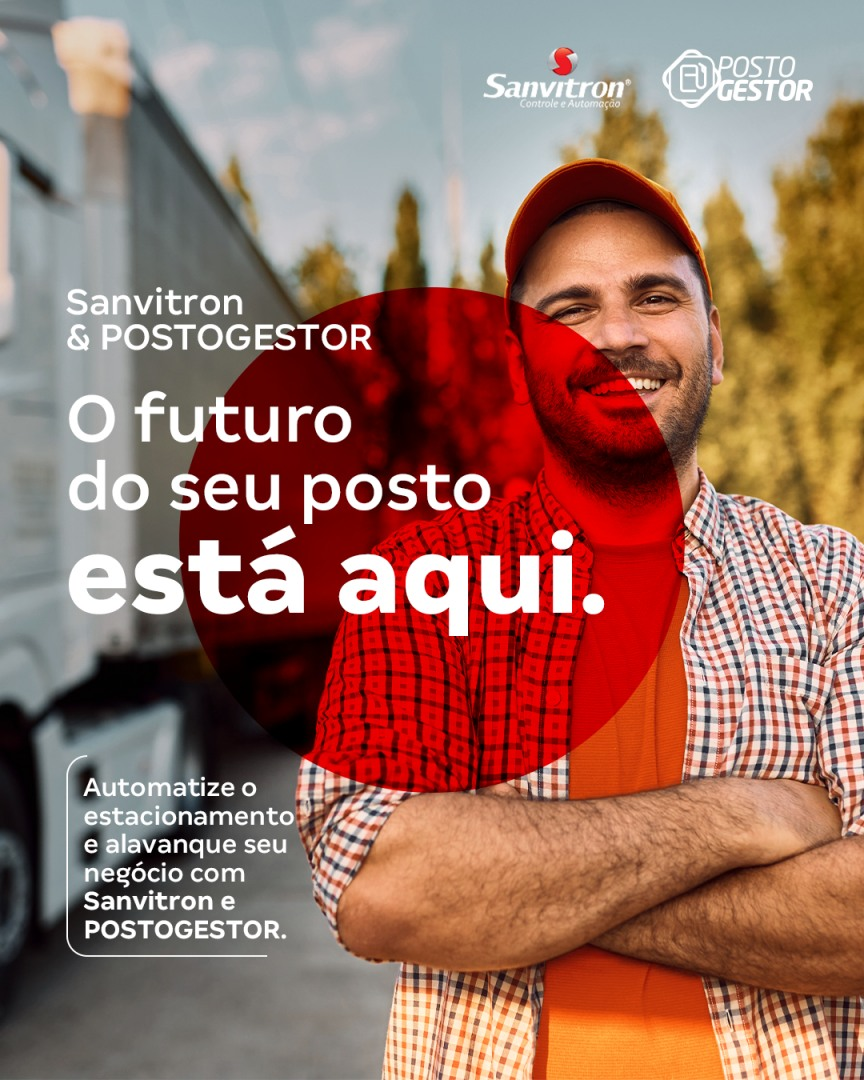 Sanvitron®
Controle e Automação
POSTO
GESTOR
Sanvitron
& POSTOGESTOR
O futuro
do seu posto
está aqui.
Automatize o
estacionamento
e alavanque seu
negócio com
Sanvitron e
POSTOGESTOR.